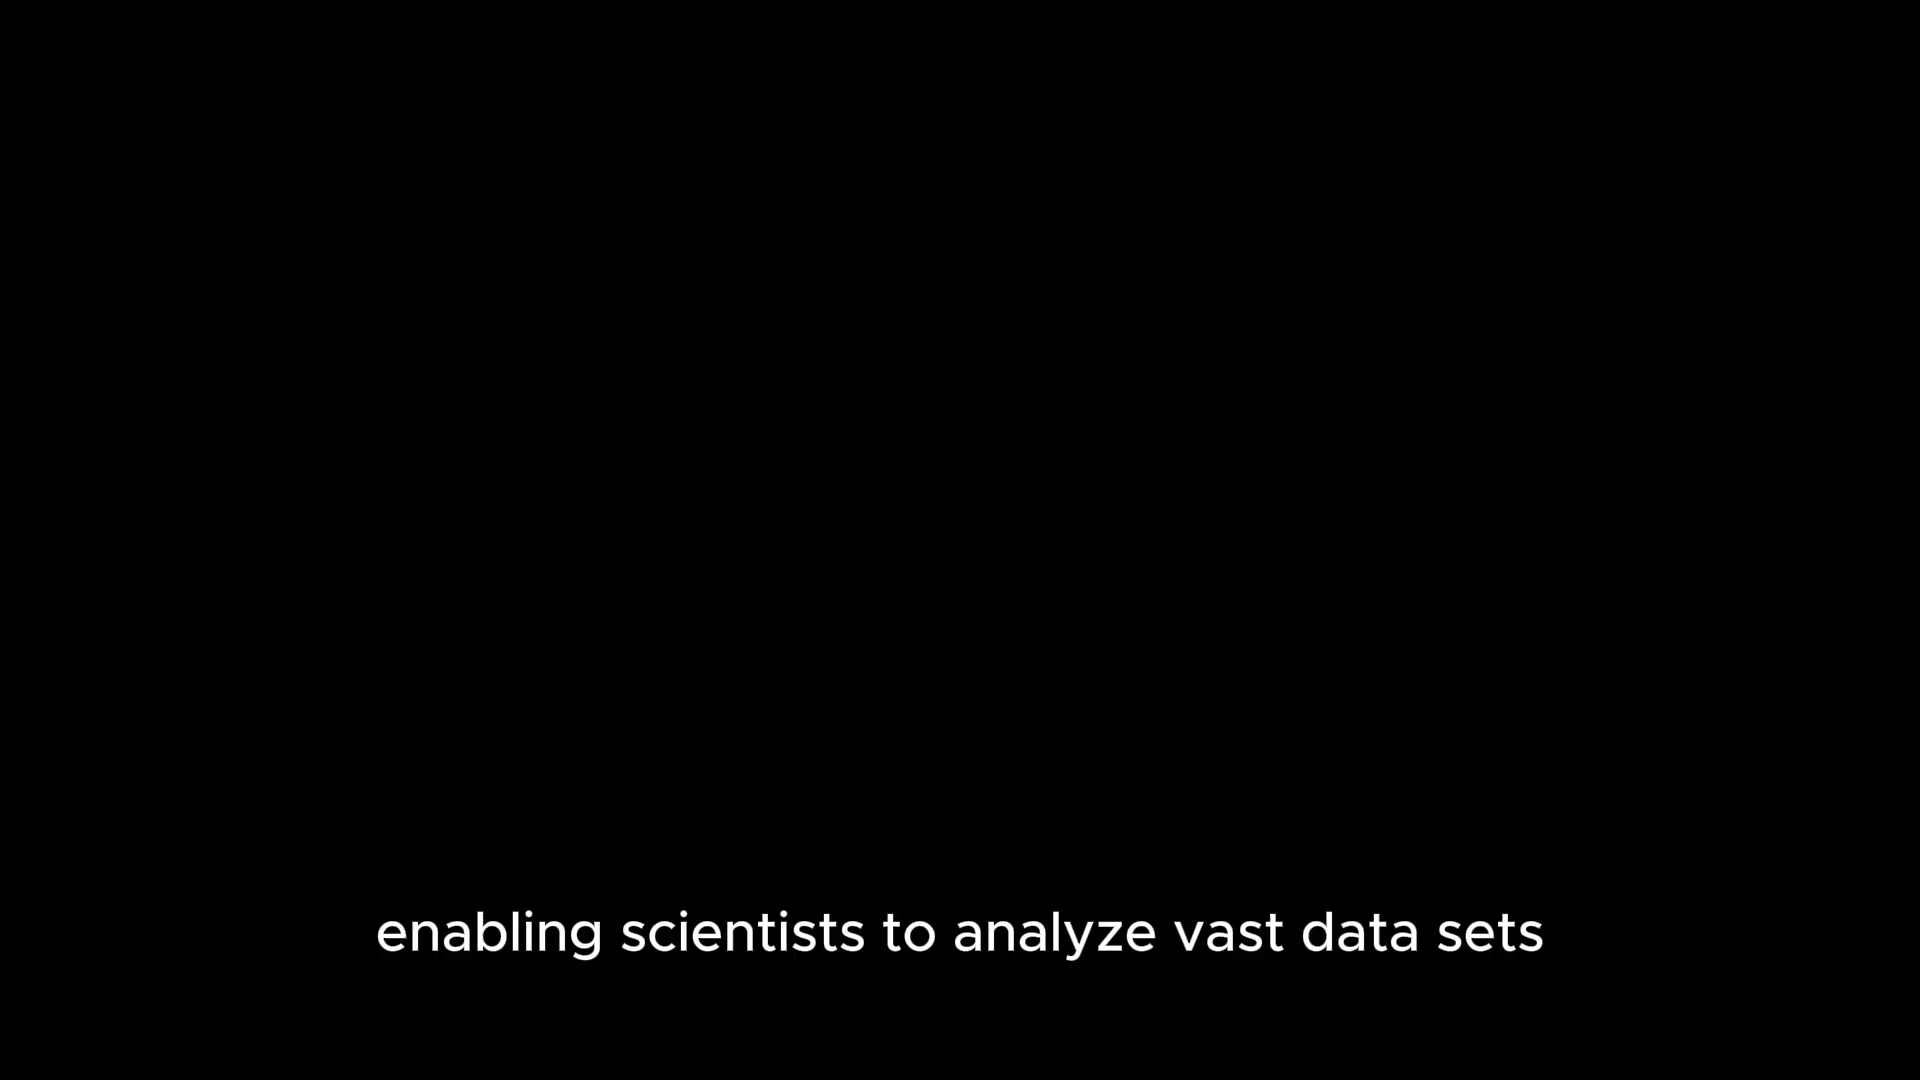 enabling scientists to analyze vast data sets